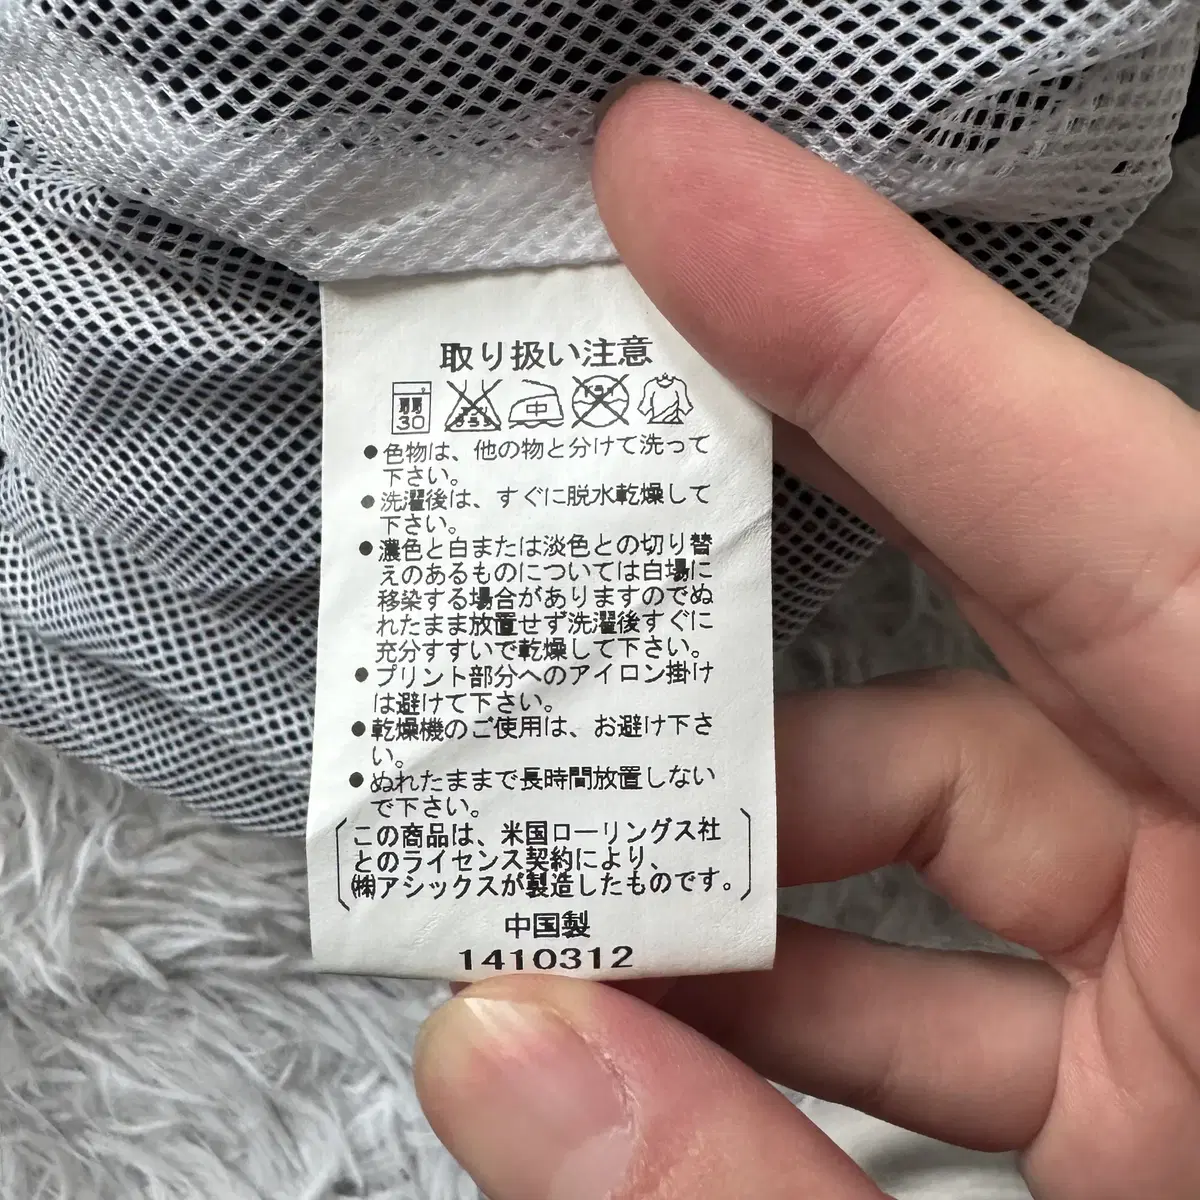 取り扱い注意
30 中
●色物は、他の物と分けて洗って
下さい。
●洗濯後は、すぐに脱水乾燥して
下さい。
●濃色と白または淡色との切り替
えのあるものについては白場に
移染する場合がありますのでぬ
れたまま放置せず洗濯後すぐに
充分すすいで乾燥して下さい。
●プリント部分へのアイロン掛け
は避けて下さい。
●乾燥機のご使用は、お避け下さ
い。
●ぬれたままで長時間放置しない
で下さい。
この商品は、米国ローリングス社
とのライセンス契約により、
㈱アシックスが製造したものです。
中国製
1410312